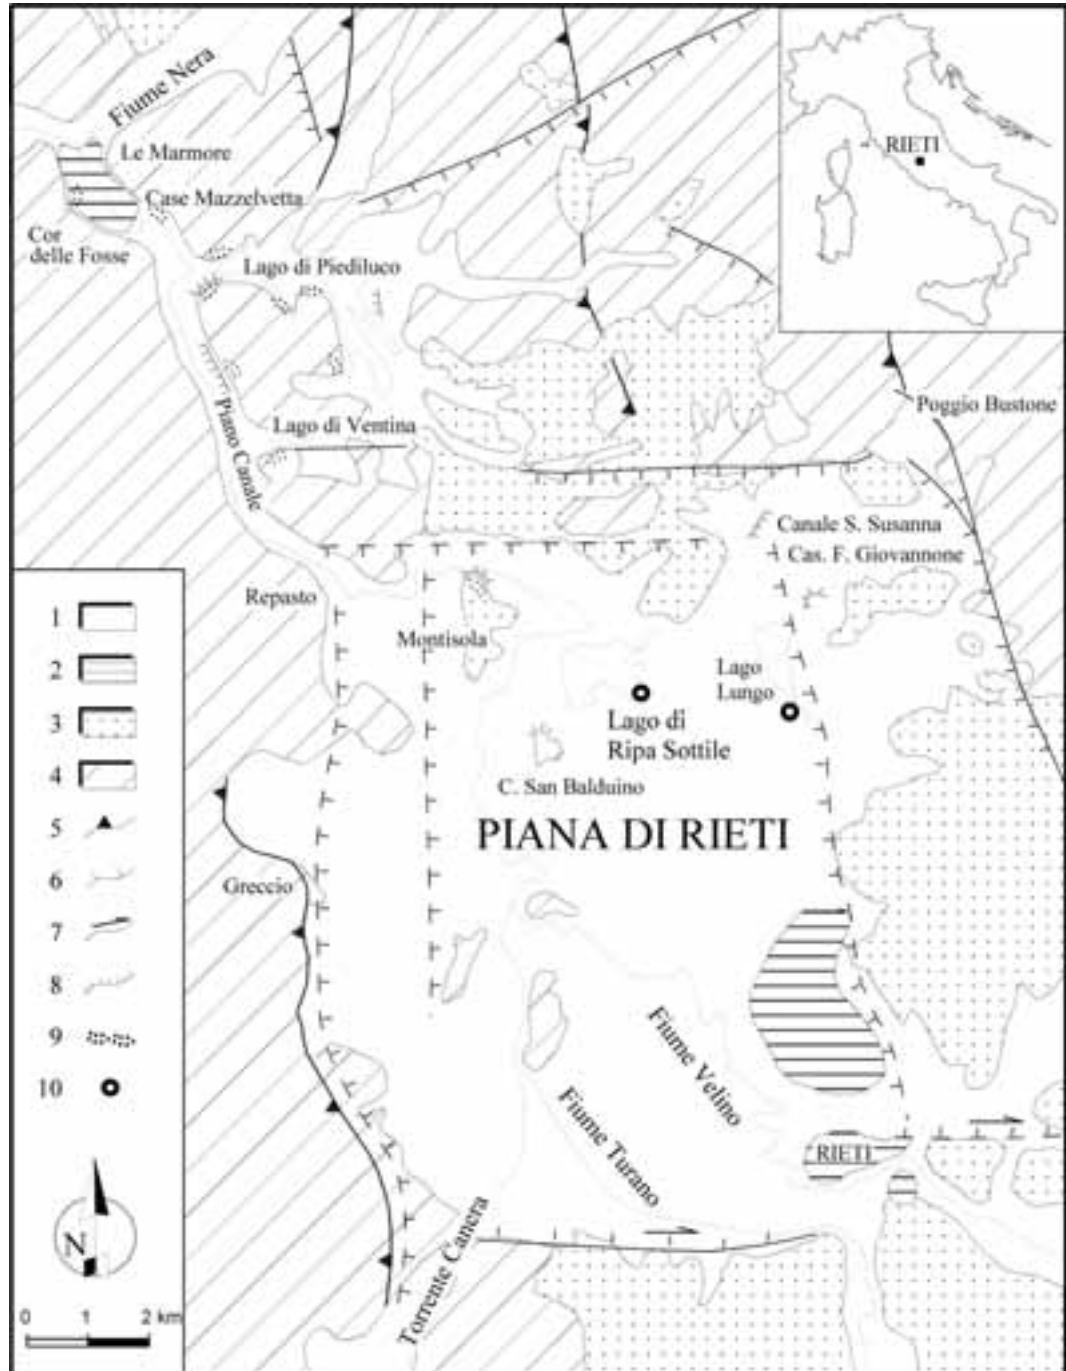 Fiume Nera
RIETI
Le Marmore
Case Mazzelvetta
Cor
delle Fosse
Lago di Piediluco
Piano Canale
Lago di Ventina
Poggio Bustone
Canale S. Susanna
Cas. F. Giovannone
Repasto
Montisola
Lago
Lungo
Lago di
Ripa Sottile
C. San Balduino
PIANA DI RIETI
Greccio
Fiume Velino
Fiume Turano
RIETI
Torrente Canera
1
2
3
4
5
6
7
8
9
10
N
0 1 2 km